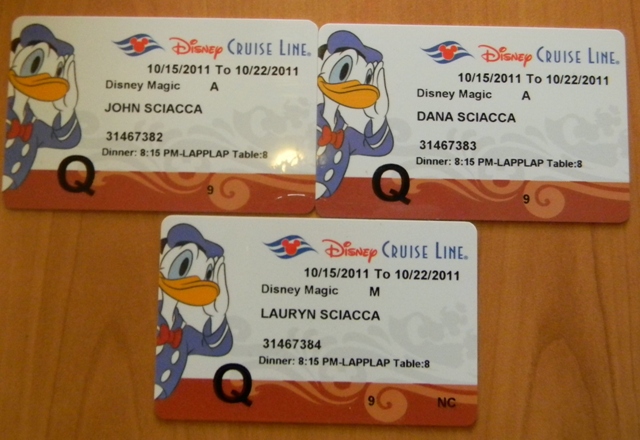 Disney CRUISE LINE®
10/15/2011 To 10/22/2011
Disney Magic A
JOHN SCIACCA
31467382
Dinner: 8:15 PM-LAPPLAP Table:8
Q
9
Disney CRUISE LINE®
10/15/2011 To 10/22/2011
Disney Magic A
DANA SCIACCA
31467383
Dinner: 8:15 PM-LAPPLAP Table:8
Q
9
Disney CRUISE LINE®
10/15/2011 To 10/22/2011
Disney Magic M
LAURYN SCIACCA
31467384
Dinner: 8:15 PM-LAPPLAP Table:8
Q
9 NC